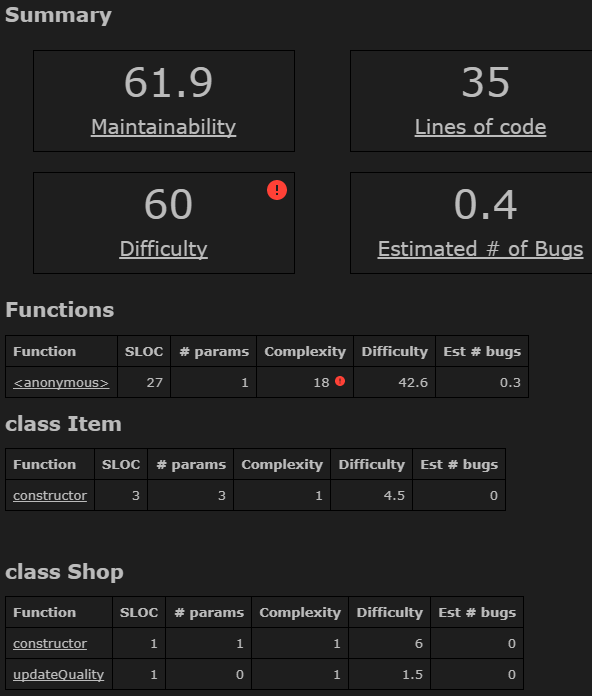 Summary
61.9
Maintainability
35
Lines of code
60
Difficulty
0.4
Estimated # of Bugs
Functions
Function SLOC # params Complexity Difficulty Est # bugs
<anonymous> 27 1 18 42.6 0.3
class Item
Function SLOC # params Complexity Difficulty Est # bugs
constructor 3 3 1 4.5 0
class Shop
Function SLOC # params Complexity Difficulty Est # bugs
constructor 1 1 1 6 0
updateQuality 1 0 1 1.5 0